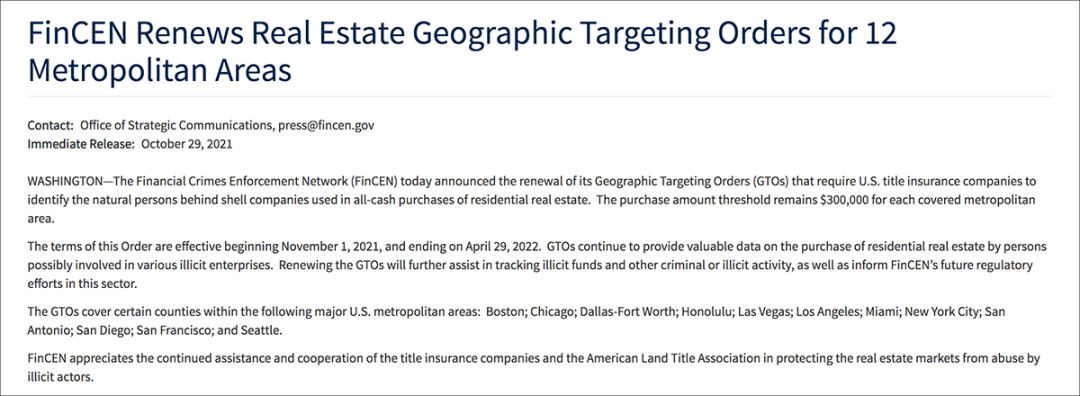 FinCEN Renews Real Estate Geographic Targeting Orders for 12
Metropolitan Areas
Contact: Office of Strategic Communications, press@fincen.gov
Immediate Release: October 29, 2021
WASHINGTON—The Financial Crimes Enforcement Network (FinCEN) today announced the renewal of its Geographic Targeting Orders (GTOs) that require U.S. title insurance companies to
identify the natural persons behind shell companies used in all-cash purchases of residential real estate. The purchase amount threshold remains $300,000 for each covered metropolitan
area.
The terms of this Order are effective beginning November 1, 2021, and ending on April 29, 2022. GTOs continue to provide valuable data on the purchase of residential real estate by persons
possibly involved in various illicit enterprises. Renewing the GTOs will further assist in tracking illicit funds and other criminal or illicit activity, as well as inform FinCEN’s future regulatory
efforts in this sector.
The GTOs cover certain counties within the following major U.S. metropolitan areas: Boston; Chicago; Dallas-Fort Worth; Honolulu; Las Vegas; Los Angeles; Miami; New York City; San
Antonio; San Diego; San Francisco; and Seattle.
FinCEN appreciates the continued assistance and cooperation of the title insurance companies and the American Land Title Association in protecting the real estate markets from abuse by
illicit actors.